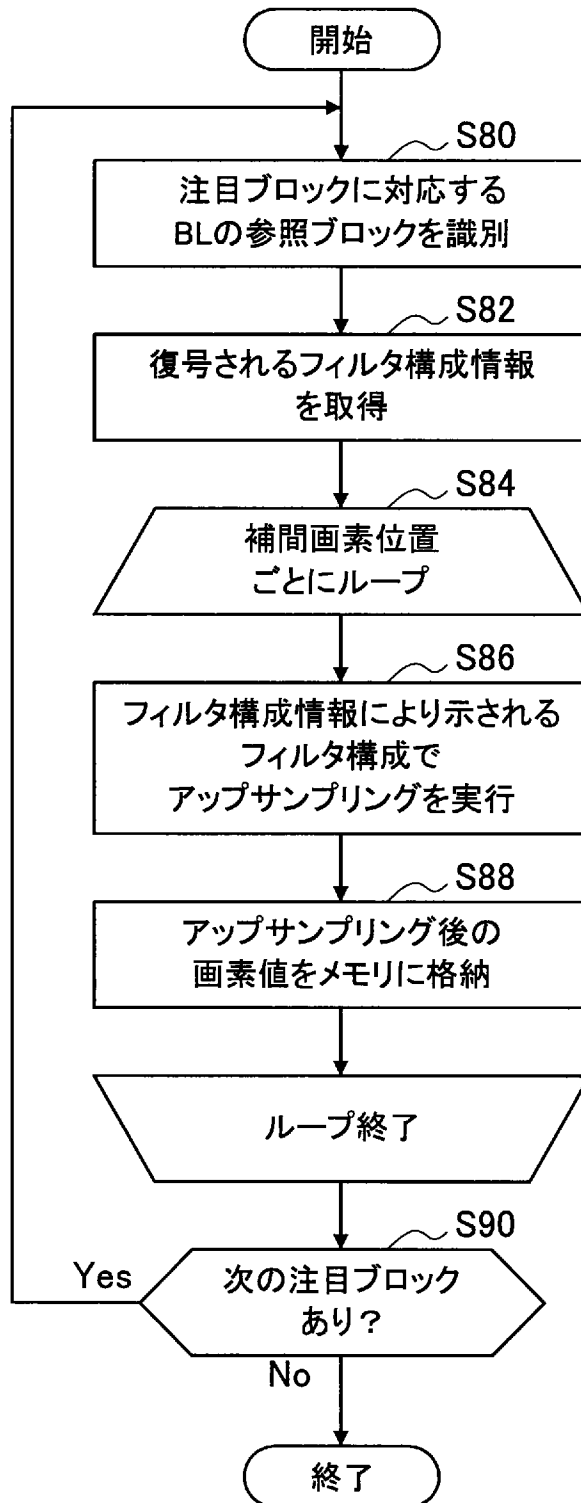 開始
S80
注目ブロックに対応する
BLの参照ブロックを識別
S82
復号されるフィルタ構成情報
を取得
S84
補間画素位置
ごとにループ
S86
フィルタ構成情報により示される
フィルタ構成で
アップサンプリングを実行
S88
アップサンプリング後の
画素値をメモリに格納
ループ終了
S90
Yes
次の注目ブロック
あり？
No
終了